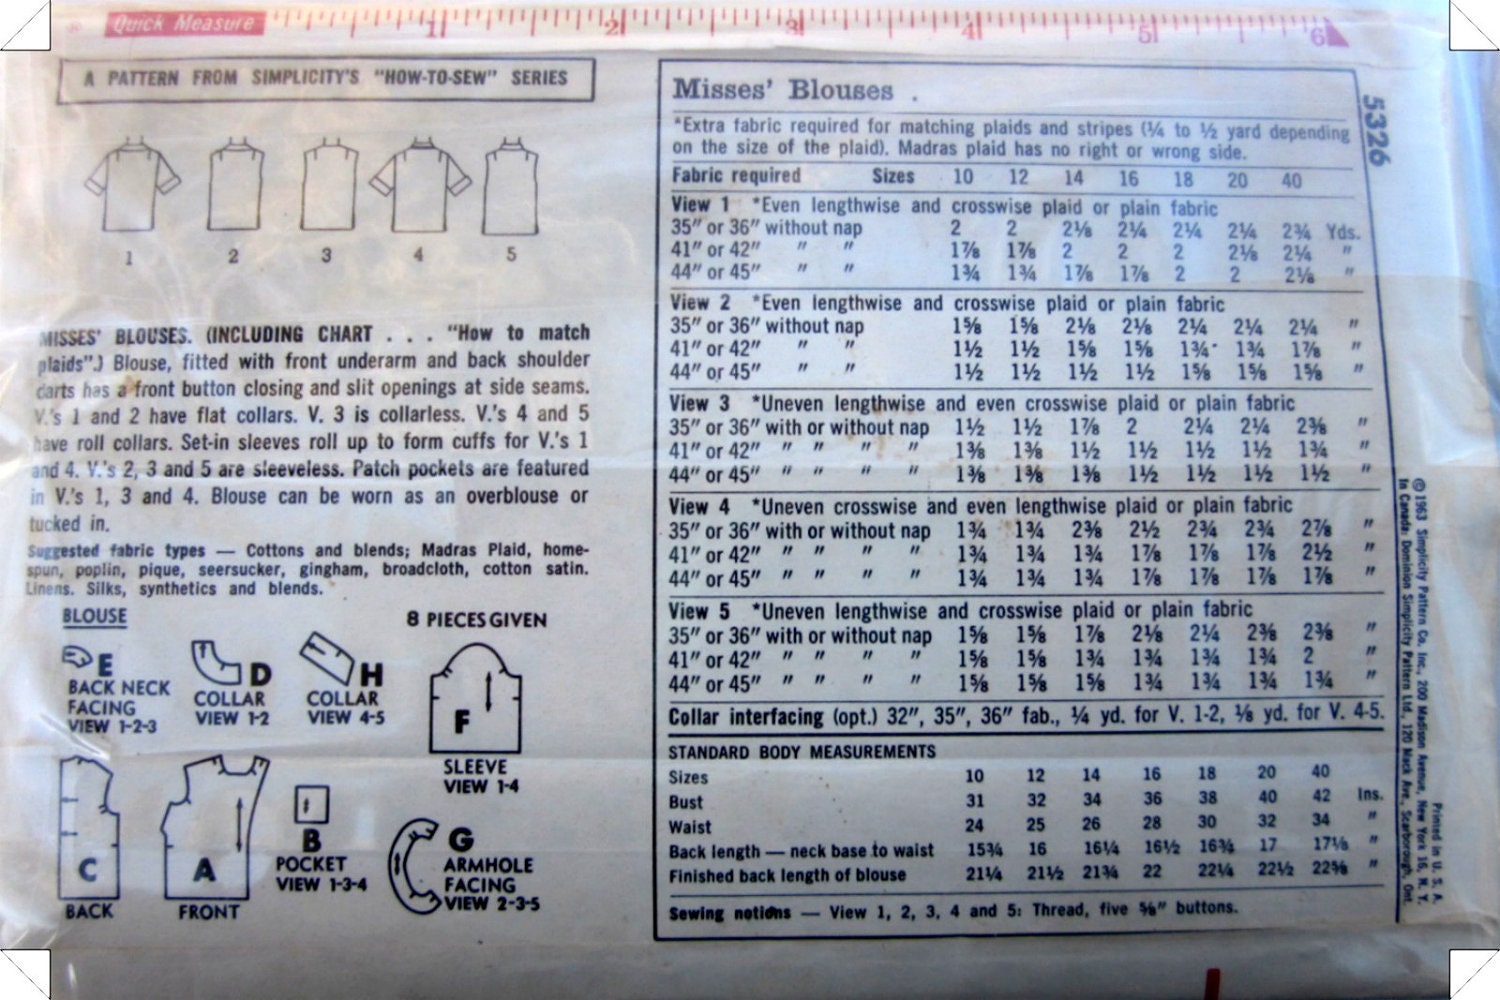 Quick Measure 1 2 3 4 5 6
A PATTERN FROM SIMPLICITY'S "HOW-TO-SEW" SERIES
1 2 3 4 5
MISSES' BLOUSES. (INCLUDING CHART . . . "How to match
plaids".) Blouse, fitted with front underarm and back shoulder
darts has a front button closing and slit openings at side seams.
V.'s 1 and 2 have flat collars. V. 3 is collarless. V.'s 4 and 5
have roll collars. Set-in sleeves roll up to form cuffs for V.'s 1
and 4. V.'s 2, 3 and 5 are sleeveless. Patch pockets are featured
in V.'s 1, 3 and 4. Blouse can be worn as an overblouse or
tucked in.
Suggested fabric types — Cottons and blends; Madras Plaid, home-
spun, poplin, pique, seersucker, gingham, broadcloth, cotton satin.
Linens. Silks, synthetics and blends.
BLOUSE
8 PIECES GIVEN
E
BACK NECK
FACING
VIEW 1-2-3
D
COLLAR
VIEW 1-2
H
COLLAR
VIEW 4-5
F
SLEEVE
VIEW 1-4
C
BACK
A
FRONT
B
POCKET
VIEW 1-3-4
G
ARMHOLE
FACING
VIEW 2-3-5
Misses' Blouses .
*Extra fabric required for matching plaids and stripes (¼ to ½ yard depending
on the size of the plaid). Madras plaid has no right or wrong side.
Fabric required Sizes 10 12 14 16 18 20 40
View 1 *Even lengthwise and crosswise plaid or plain fabric
35" or 36" without nap 2 2 2⅛ 2¼ 2¼ 2¼ 2¾ Yds.
41" or 42" " " 1⅞ 1⅞ 2 2 2 2⅛ 2¼ "
44" or 45" " " 1¾ 1¾ 1⅞ 1⅞ 2 2 2⅛ "
View 2 *Even lengthwise and crosswise plaid or plain fabric
35" or 36" without nap 1⅝ 1⅝ 2⅛ 2⅛ 2¼ 2¼ 2¼ "
41" or 42" " " 1½ 1½ 1⅝ 1⅝ 1¾ 1¾ 1⅞ "
44" or 45" " " 1½ 1½ 1½ 1½ 1⅝ 1⅝ 1⅝ "
View 3 *Uneven lengthwise and even crosswise plaid or plain fabric
35" or 36" with or without nap 1½ 1½ 1⅞ 2 2¼ 2¼ 2⅜ "
41" or 42" " " " " 1⅜ 1⅜ 1½ 1½ 1½ 1½ 1¾ "
44" or 45" " " " " 1⅜ 1⅜ 1⅜ 1½ 1½ 1½ 1½ "
View 4 *Uneven crosswise and even lengthwise plaid or plain fabric
35" or 36" with or without nap 1¾ 1¾ 2⅜ 2½ 2¾ 2¾ 2⅞ "
41" or 42" " " " " 1¾ 1¾ 1¾ 1⅞ 1⅞ 1⅞ 2½ "
44" or 45" " " " " 1¾ 1¾ 1¾ 1⅞ 1⅞ 1⅞ 1⅞ "
View 5 *Uneven lengthwise and crosswise plaid or plain fabric
35" or 36" with or without nap 1⅝ 1⅝ 1⅞ 2⅛ 2¼ 2⅜ 2⅜ "
41" or 42" " " " " 1⅝ 1⅝ 1¾ 1¾ 1¾ 1¾ 2 "
44" or 45" " " " " 1⅝ 1⅝ 1⅝ 1¾ 1¾ 1¾ 1¾ "
Collar interfacing (opt.) 32", 35", 36" fab., ¼ yd. for V. 1-2, ⅛ yd. for V. 4-5.
STANDARD BODY MEASUREMENTS
Sizes 10 12 14 16 18 20 40
Bust 31 32 34 36 38 40 42 Ins.
Waist 24 25 26 28 30 32 34 "
Back length — neck base to waist 15¾ 16 16¼ 16½ 16¾ 17 17⅛ "
Finished back length of blouse 21¼ 21½ 21¾ 22 22¼ 22½ 22⅝ "
Sewing notions — View 1, 2, 3, 4 and 5: Thread, five ⅝" buttons.
5326
© 1963 Simplicity Pattern Co. Inc., 200 Madison Avenue, New York 16, N. Y.
In Canada: Dominion Simplicity Pattern Ltd., 120 Mack Ave., Scarborough, Ont.
Printed in U. S. A.